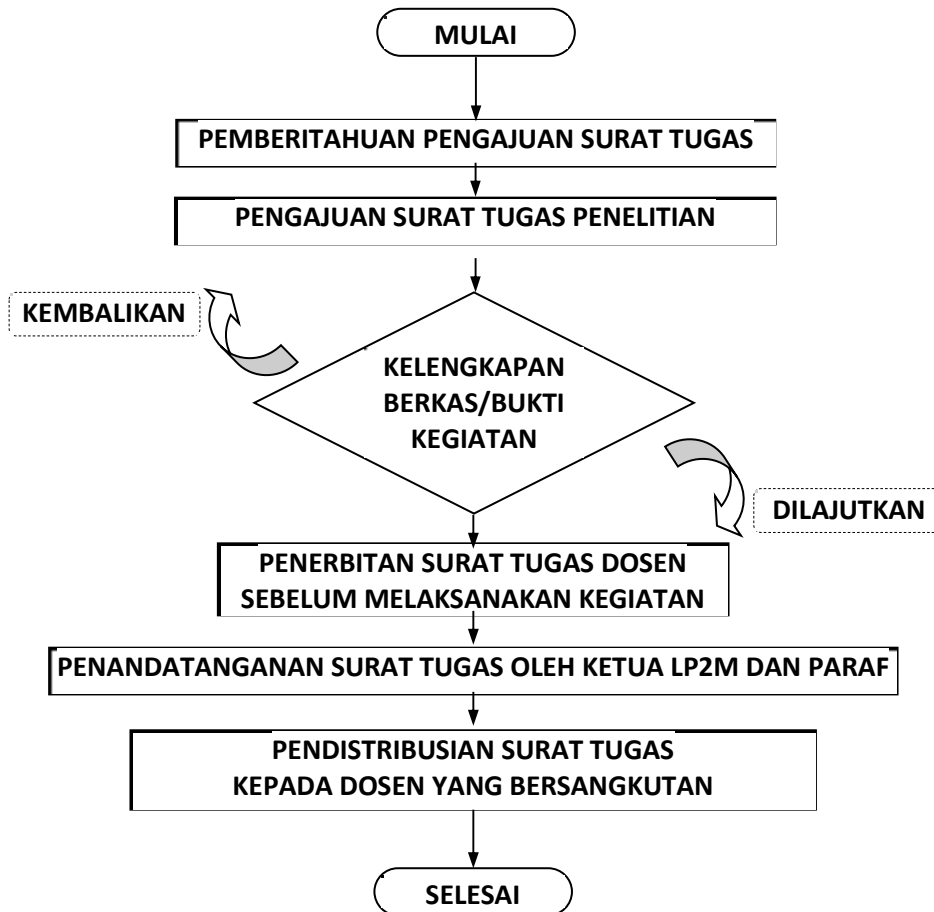 MULAI
PEMBERITAHUAN PENGAJUAN SURAT TUGAS
PENGAJUAN SURAT TUGAS PENELITIAN
KEMBALIKAN
KELENGKAPAN
BERKAS/BUKTI
KEGIATAN
DILAJUTKAN
PENERBITAN SURAT TUGAS DOSEN
SEBELUM MELAKSANAKAN KEGIATAN
PENANDATANGANAN SURAT TUGAS OLEH KETUA LP2M DAN PARAF
PENDISTRIBUSIAN SURAT TUGAS
KEPADA DOSEN YANG BERSANGKUTAN
SELESAI